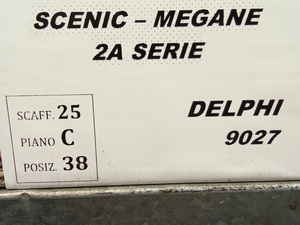 SCENIC – MEGANE
2A SERIE
DELPHI
9027
SCAFF. 25
PIANO C
POSIZ. 38